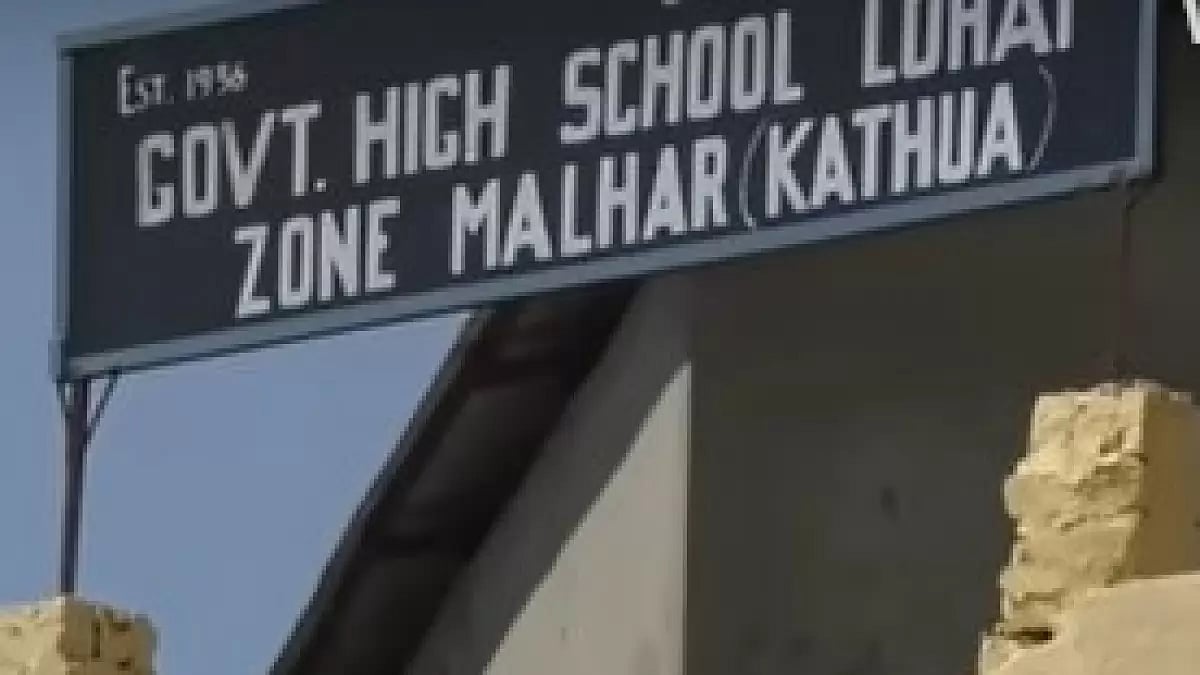 EST. 1956
GOVT. HIGH SCHOOL LOHAI
ZONE MALHAR (KATHUA)